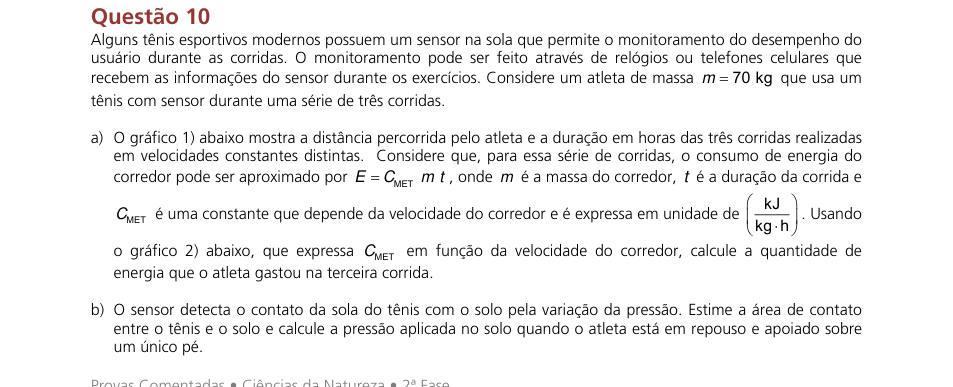 Questão 10
Alguns tênis esportivos modernos possuem um sensor na sola que permite o monitoramento do desempenho do
usuário durante as corridas. O monitoramento pode ser feito através de relógios ou telefones celulares que
recebem as informações do sensor durante os exercícios. Considere um atleta de massa m = 70 kg que usa um
tênis com sensor durante uma série de três corridas.
a) O gráfico 1) abaixo mostra a distância percorrida pelo atleta e a duração em horas das três corridas realizadas
em velocidades constantes distintas. Considere que, para essa série de corridas, o consumo de energia do
corredor pode ser aproximado por E = C_MET m t, onde m é a massa do corredor, t é a duração da corrida e
C_MET é uma constante que depende da velocidade do corredor e é expressa em unidade de (kJ/kg·h). Usando
o gráfico 2) abaixo, que expressa C_MET em função da velocidade do corredor, calcule a quantidade de
energia que o atleta gastou na terceira corrida.
b) O sensor detecta o contato da sola do tênis com o solo pela variação da pressão. Estime a área de contato
entre o tênis e o solo e calcule a pressão aplicada no solo quando o atleta está em repouso e apoiado sobre
um único pé.
Provas Comentadas • Ciências da Natureza • 2ª Fase